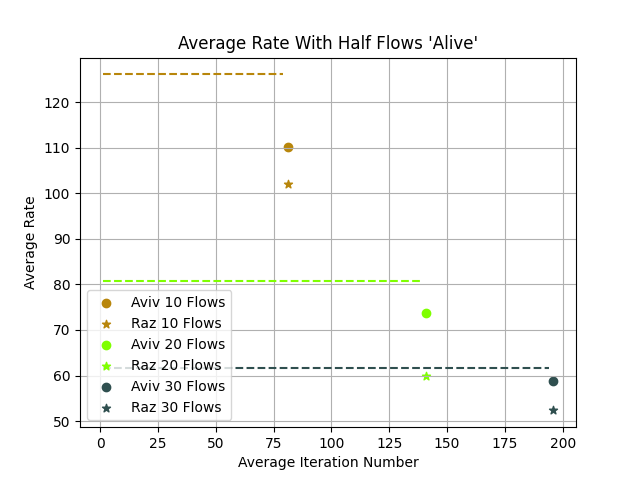 Average Rate With Half Flows 'Alive'
Average Rate
120
110
100
90
80
70
60
50
Aviv 10 Flows
Raz 10 Flows
Aviv 20 Flows
Raz 20 Flows
Aviv 30 Flows
Raz 30 Flows
0 25 50 75 100 125 150 175 200
Average Iteration Number